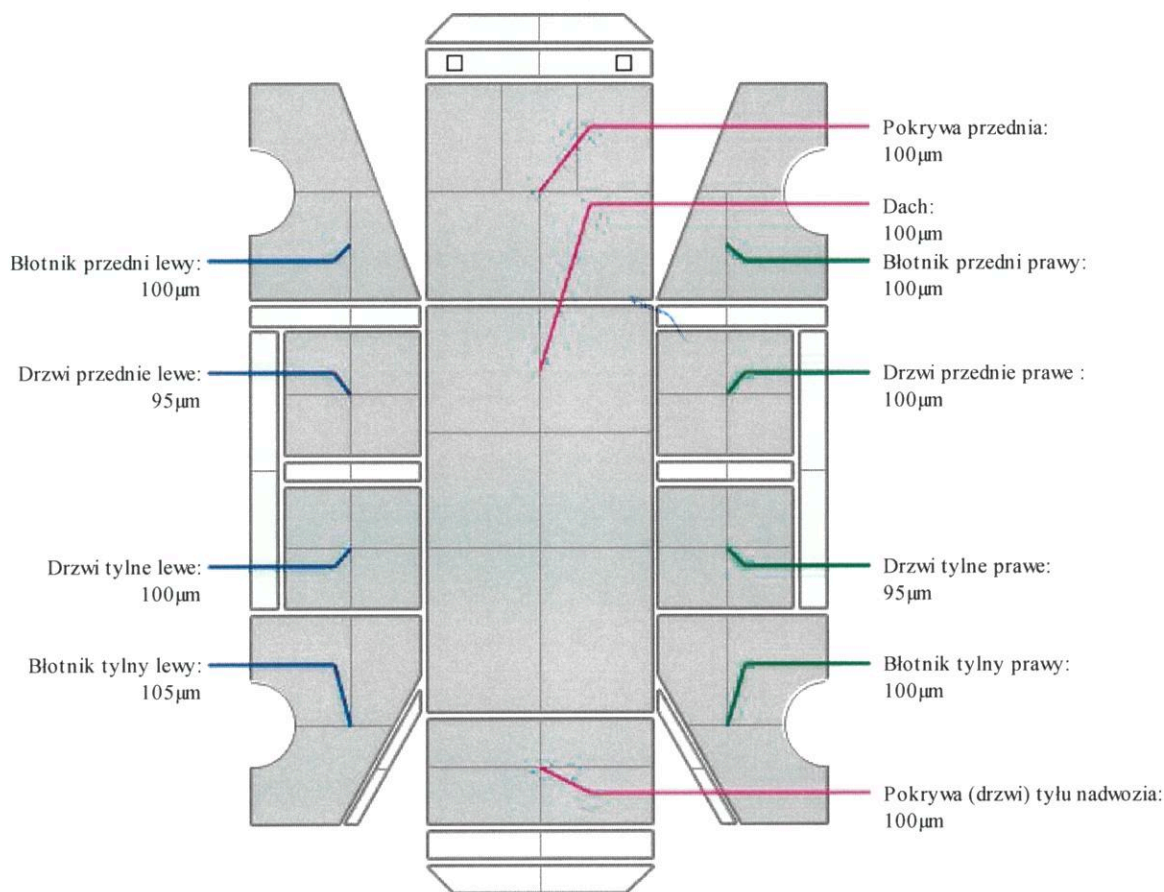 Pokrywa przednia:
100µm
Dach:
100µm
Błotnik przedni lewy:
100µm
Błotnik przedni prawy:
100µm
Drzwi przednie lewe:
95µm
Drzwi przednie prawe :
100µm
Drzwi tylne lewe:
100µm
Drzwi tylne prawe:
95µm
Błotnik tylny lewy:
105µm
Błotnik tylny prawy:
100µm
Pokrywa (drzwi) tyłu nadwozia:
100µm